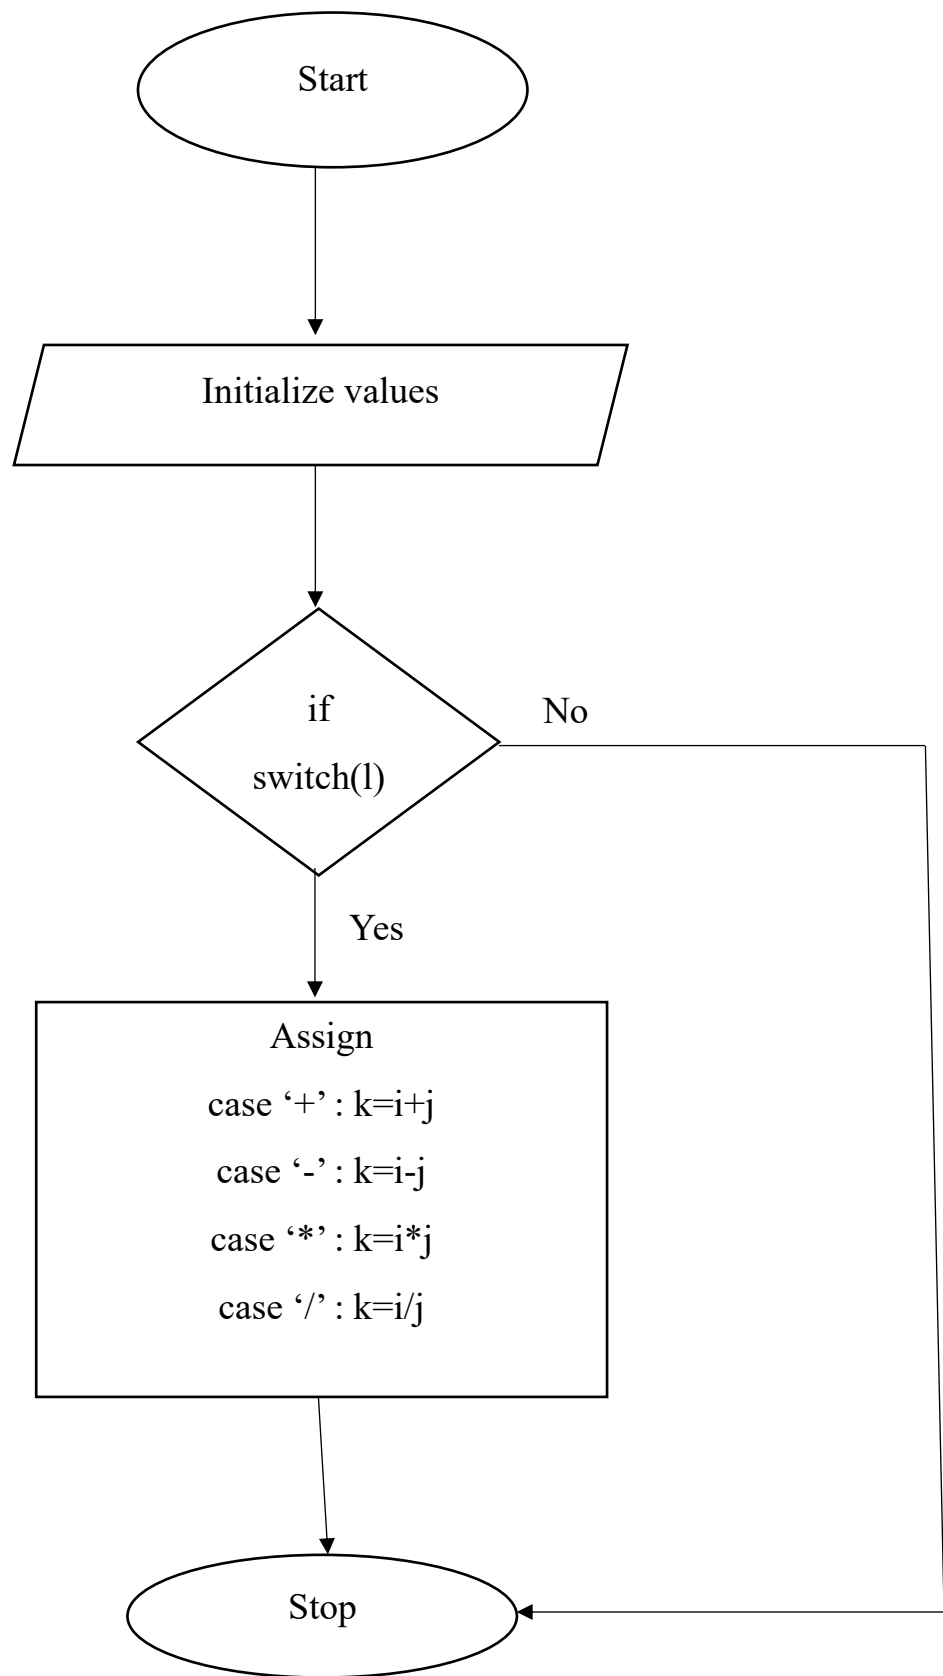 Start
Initialize values
if
switch(l)
No
Yes
Assign
case ‘+’ : k=i+j
case ‘-’ : k=i-j
case ‘*’ : k=i*j
case ‘/’ : k=i/j
Stop